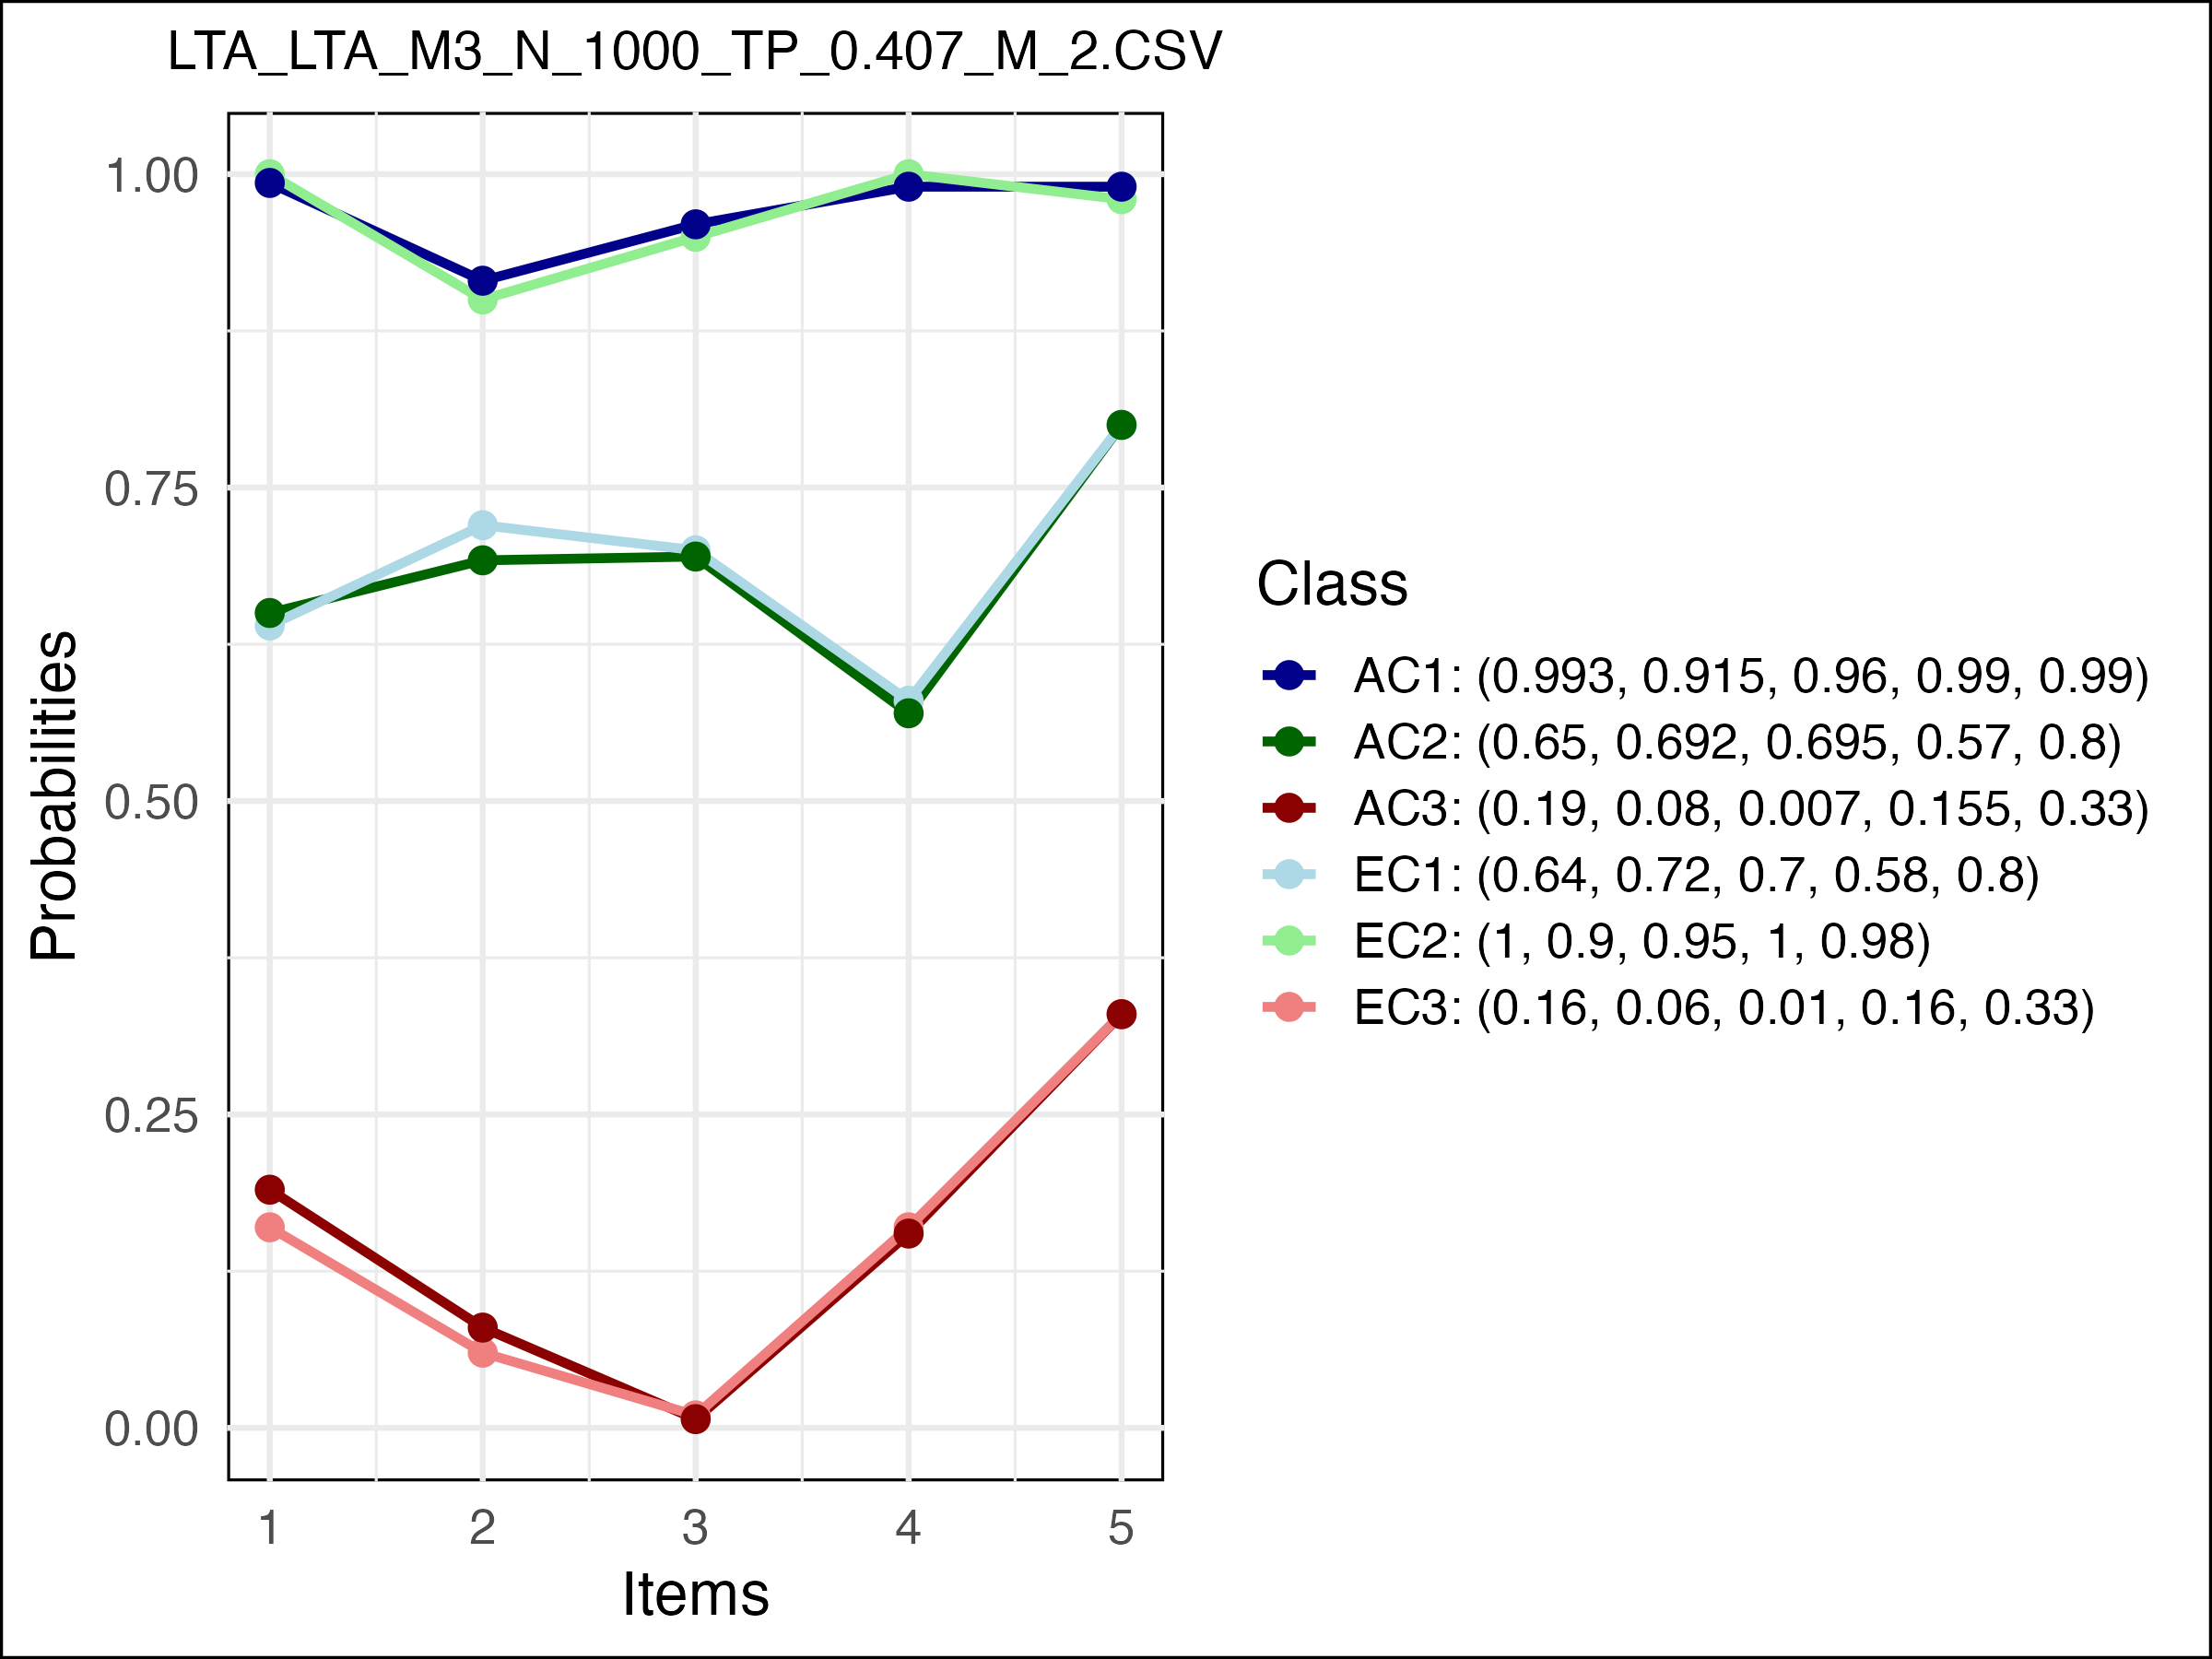 LTA_LTA_M3_N_1000_TP_0.407_M_2.CSV
1.00
0.75
0.50
0.25
0.00
Probabilities
1 2 3 4 5
Items
Class
AC1: (0.993, 0.915, 0.96, 0.99, 0.99)
AC2: (0.65, 0.692, 0.695, 0.57, 0.8)
AC3: (0.19, 0.08, 0.007, 0.155, 0.33)
EC1: (0.64, 0.72, 0.7, 0.58, 0.8)
EC2: (1, 0.9, 0.95, 1, 0.98)
EC3: (0.16, 0.06, 0.01, 0.16, 0.33)